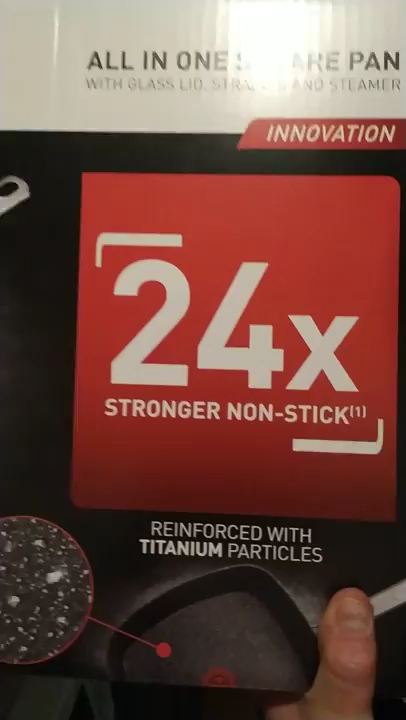 ALL IN ONE PAN
WITH GLASS LID, AND STEAMER
INNOVATION
24x
STRONGER NON-STICK(1)
REINFORCED WITH
TITANIUM PARTICLES